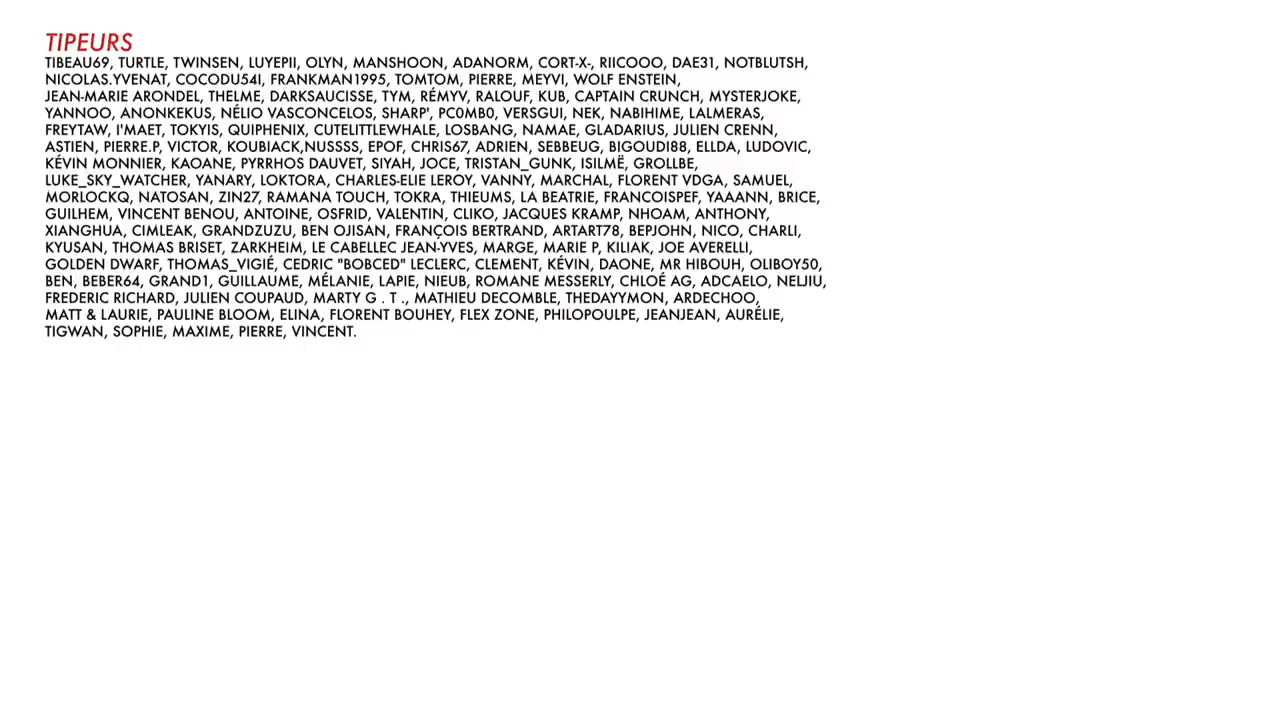 TIPEURS
TIBEAU69, TURTLE, TWINSEN, LUYEPII, OLYN, MANSHOON, ADANORM, CORT-X-, RIICOOO, DAE31, NOTBLUTSH,
NICOLAS.YVENAT, COCODU54I, FRANKMAN1995, TOMTOM, PIERRE, MEYVI, WOLF ENSTEIN,
JEAN-MARIE ARONDEL, THELME, DARKSAUCISSE, TYM, RÉMYV, RALOUF, KUB, CAPTAIN CRUNCH, MYSTERJOKE,
YANNOO, ANONKEKUS, NÉLIO VASCONCELOS, SHARP', PC0MB0, VERSGUI, NEK, NABIHIME, LALMERAS,
FREYTAW, I'MAET, TOKYIS, QUIPHENIX, CUTELITTLEWHALE, LOSBANG, NAMAE, GLADARIUS, JULIEN CRENN,
ASTIEN, PIERRE.P, VICTOR, KOUBIACK,NUSSSS, EPOF, CHRIS67, ADRIEN, SEBBEUG, BIGOUDI88, ELLDA, LUDOVIC,
KÉVIN MONNIER, KAOANE, PYRRHOS DAUVET, SIYAH, JOCE, TRISTAN_GUNK, ISILMË, GROLLBE,
LUKE_SKY_WATCHER, YANARY, LOKTORA, CHARLES-ELIE LEROY, VANNY, MARCHAL, FLORENT VDGA, SAMUEL,
MORLOCKQ, NATOSAN, ZIN27, RAMANA TOUCH, TOKRA, THIEUMS, LA BEATRIE, FRANCOISPEF, YAAANN, BRICE,
GUILHEM, VINCENT BENOU, ANTOINE, OSFRID, VALENTIN, CLIKO, JACQUES KRAMP, NHOAM, ANTHONY,
XIANGHUA, CIMLEAK, GRANDZUZU, BEN OJISAN, FRANÇOIS BERTRAND, ARTART78, BEPJOHN, NICO, CHARLI,
KYUSAN, THOMAS BRISET, ZARKHEIM, LE CABELLEC JEAN-YVES, MARGE, MARIE P, KILIAK, JOE AVERELLI,
GOLDEN DWARF, THOMAS_VIGIÉ, CEDRIC "BOBCED" LECLERC, CLEMENT, KÉVIN, DAONE, MR HIBOUH, OLIBOY50,
BEN, BEBER64, GRAND1, GUILLAUME, MÉLANIE, LAPIE, NIEUB, ROMANE MESSERLY, CHLOÉ AG, ADCAELO, NELJIU,
FREDERIC RICHARD, JULIEN COUPAUD, MARTY G . T ., MATHIEU DECOMBLE, THEDAYYMON, ARDECHOO,
MATT & LAURIE, PAULINE BLOOM, ELINA, FLORENT BOUHEY, FLEX ZONE, PHILOPOULPE, JEANJEAN, AURÉLIE,
TIGWAN, SOPHIE, MAXIME, PIERRE, VINCENT.